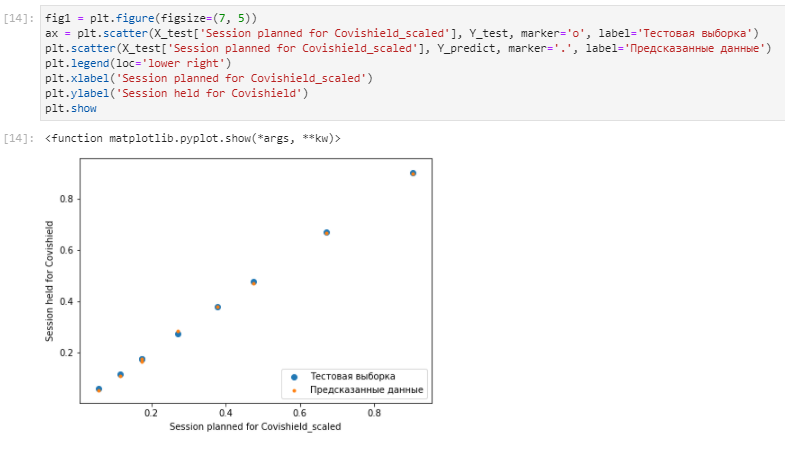 [14]: fig1 = plt.figure(figsize=(7, 5))
ax = plt.scatter(X_test['Session planned for Covishield_scaled'], Y_test, marker='o', label='Тестовая выборка')
plt.scatter(X_test['Session planned for Covishield_scaled'], Y_predict, marker='.', label='Предсказанные данные')
plt.legend(loc='lower right')
plt.xlabel('Session planned for Covishield_scaled')
plt.ylabel('Session held for Covishield')
plt.show
[14]: <function matplotlib.pyplot.show(*args, **kw)>
Session held for Covishield
0.8
0.6
0.4
0.2
Тестовая выборка
Предсказанные данные
0.2 0.4 0.6 0.8
Session planned for Covishield_scaled